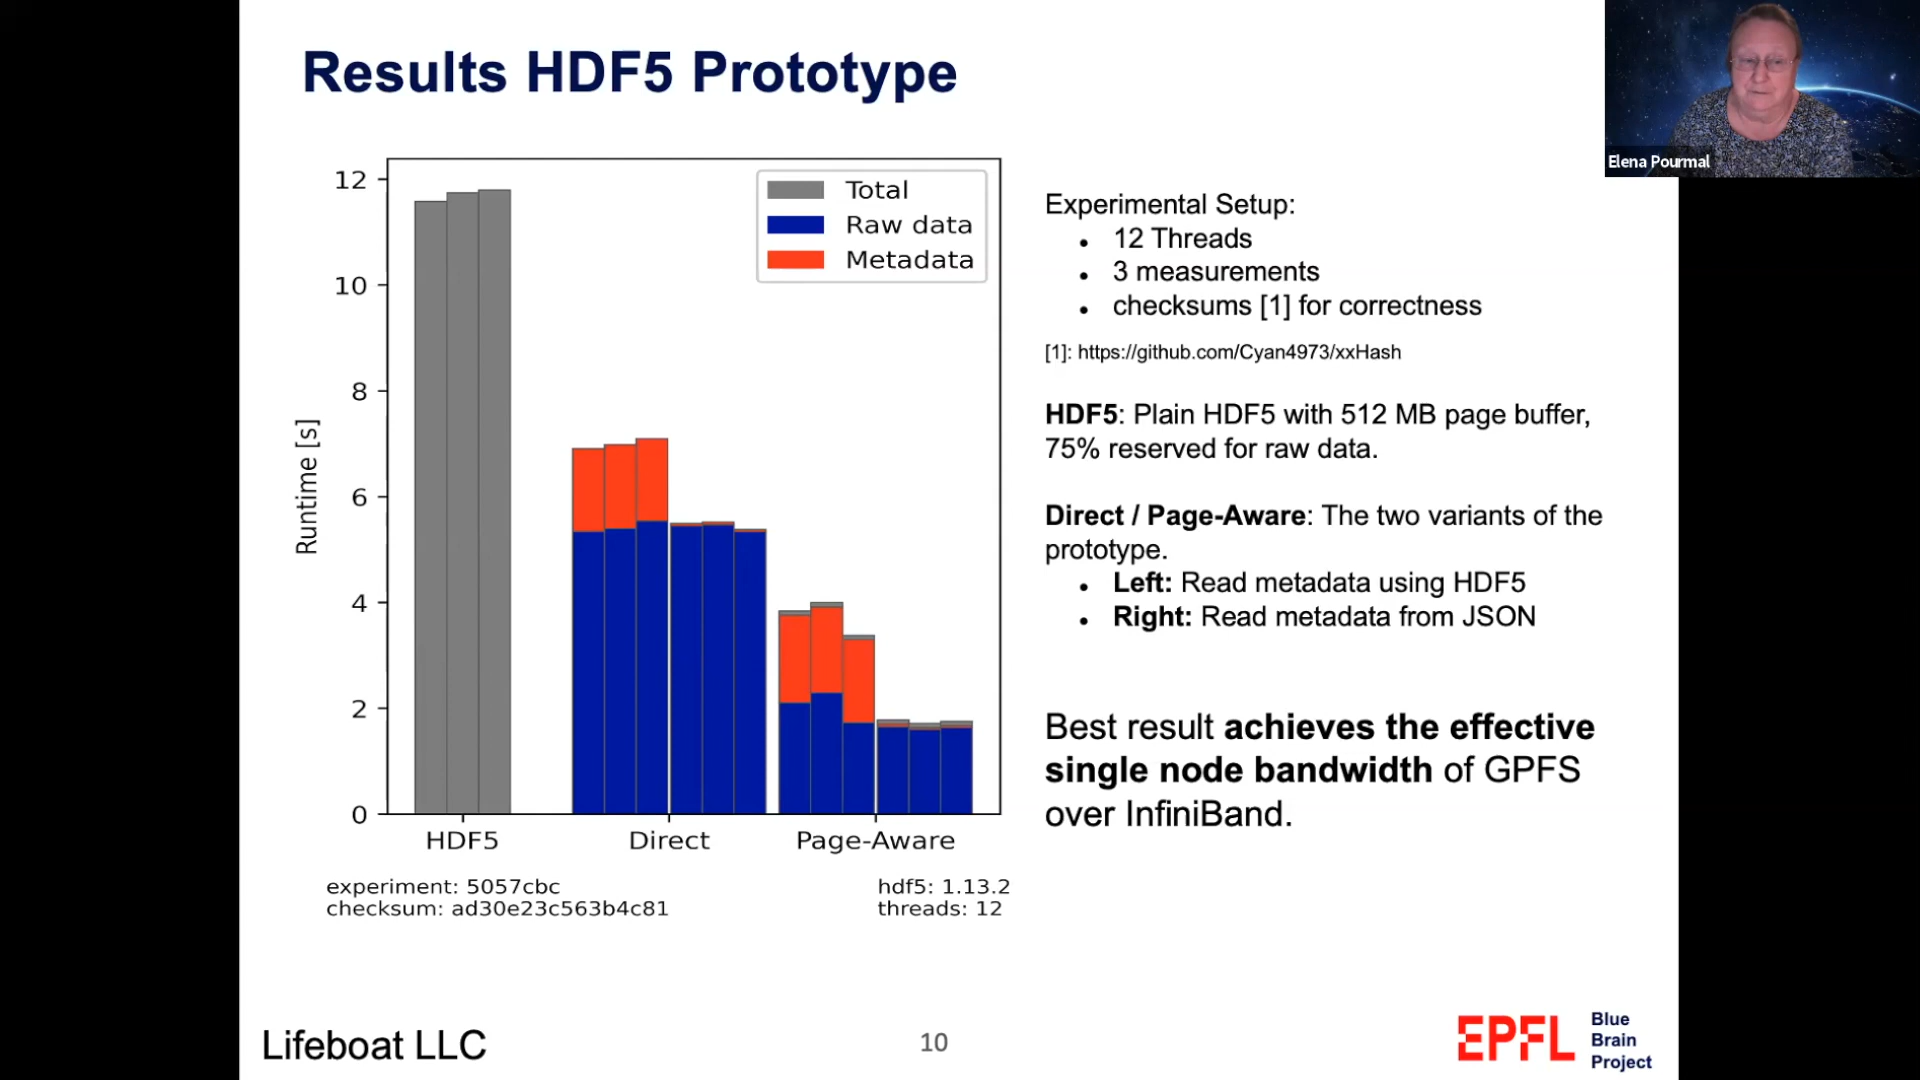 Results HDF5 Prototype
Elena Pourmal
12
10
8
6
4
2
0
Runtime [s]
Total
Raw data
Metadata
HDF5
Direct
Page-Aware
experiment: 5057cbc
checksum: ad30e23c563b4c81
hdf5: 1.13.2
threads: 12
Experimental Setup:
• 12 Threads
• 3 measurements
• checksums [1] for correctness
[1]: https://github.com/Cyan4973/xxHash
HDF5: Plain HDF5 with 512 MB page buffer,
75% reserved for raw data.
Direct / Page-Aware: The two variants of the
prototype.
• Left: Read metadata using HDF5
• Right: Read metadata from JSON
Best result achieves the effective
single node bandwidth of GPFS
over InfiniBand.
Lifeboat LLC
10
EPFL
Blue
Brain
Project